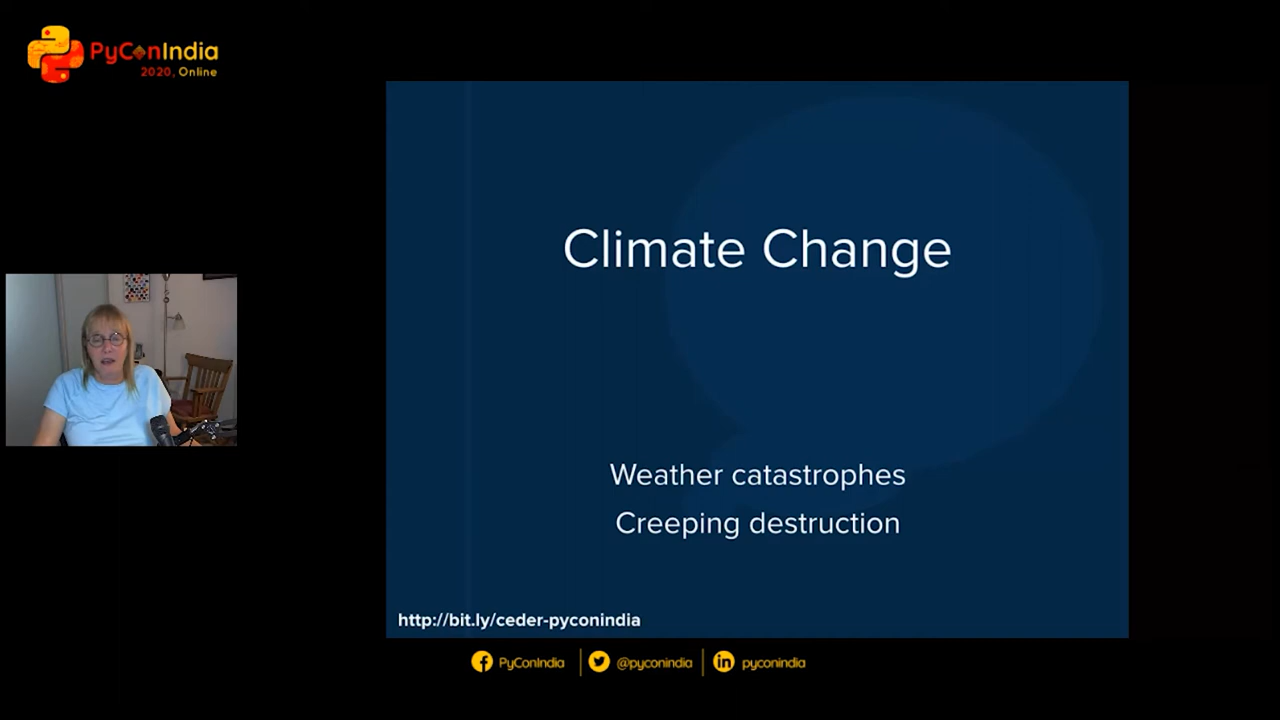 PyConIndia
2020, Online
Climate Change
Weather catastrophes
Creeping destruction
http://bit.ly/ceder-pyconindia
PyConIndia
@pyconindia
pyconindia